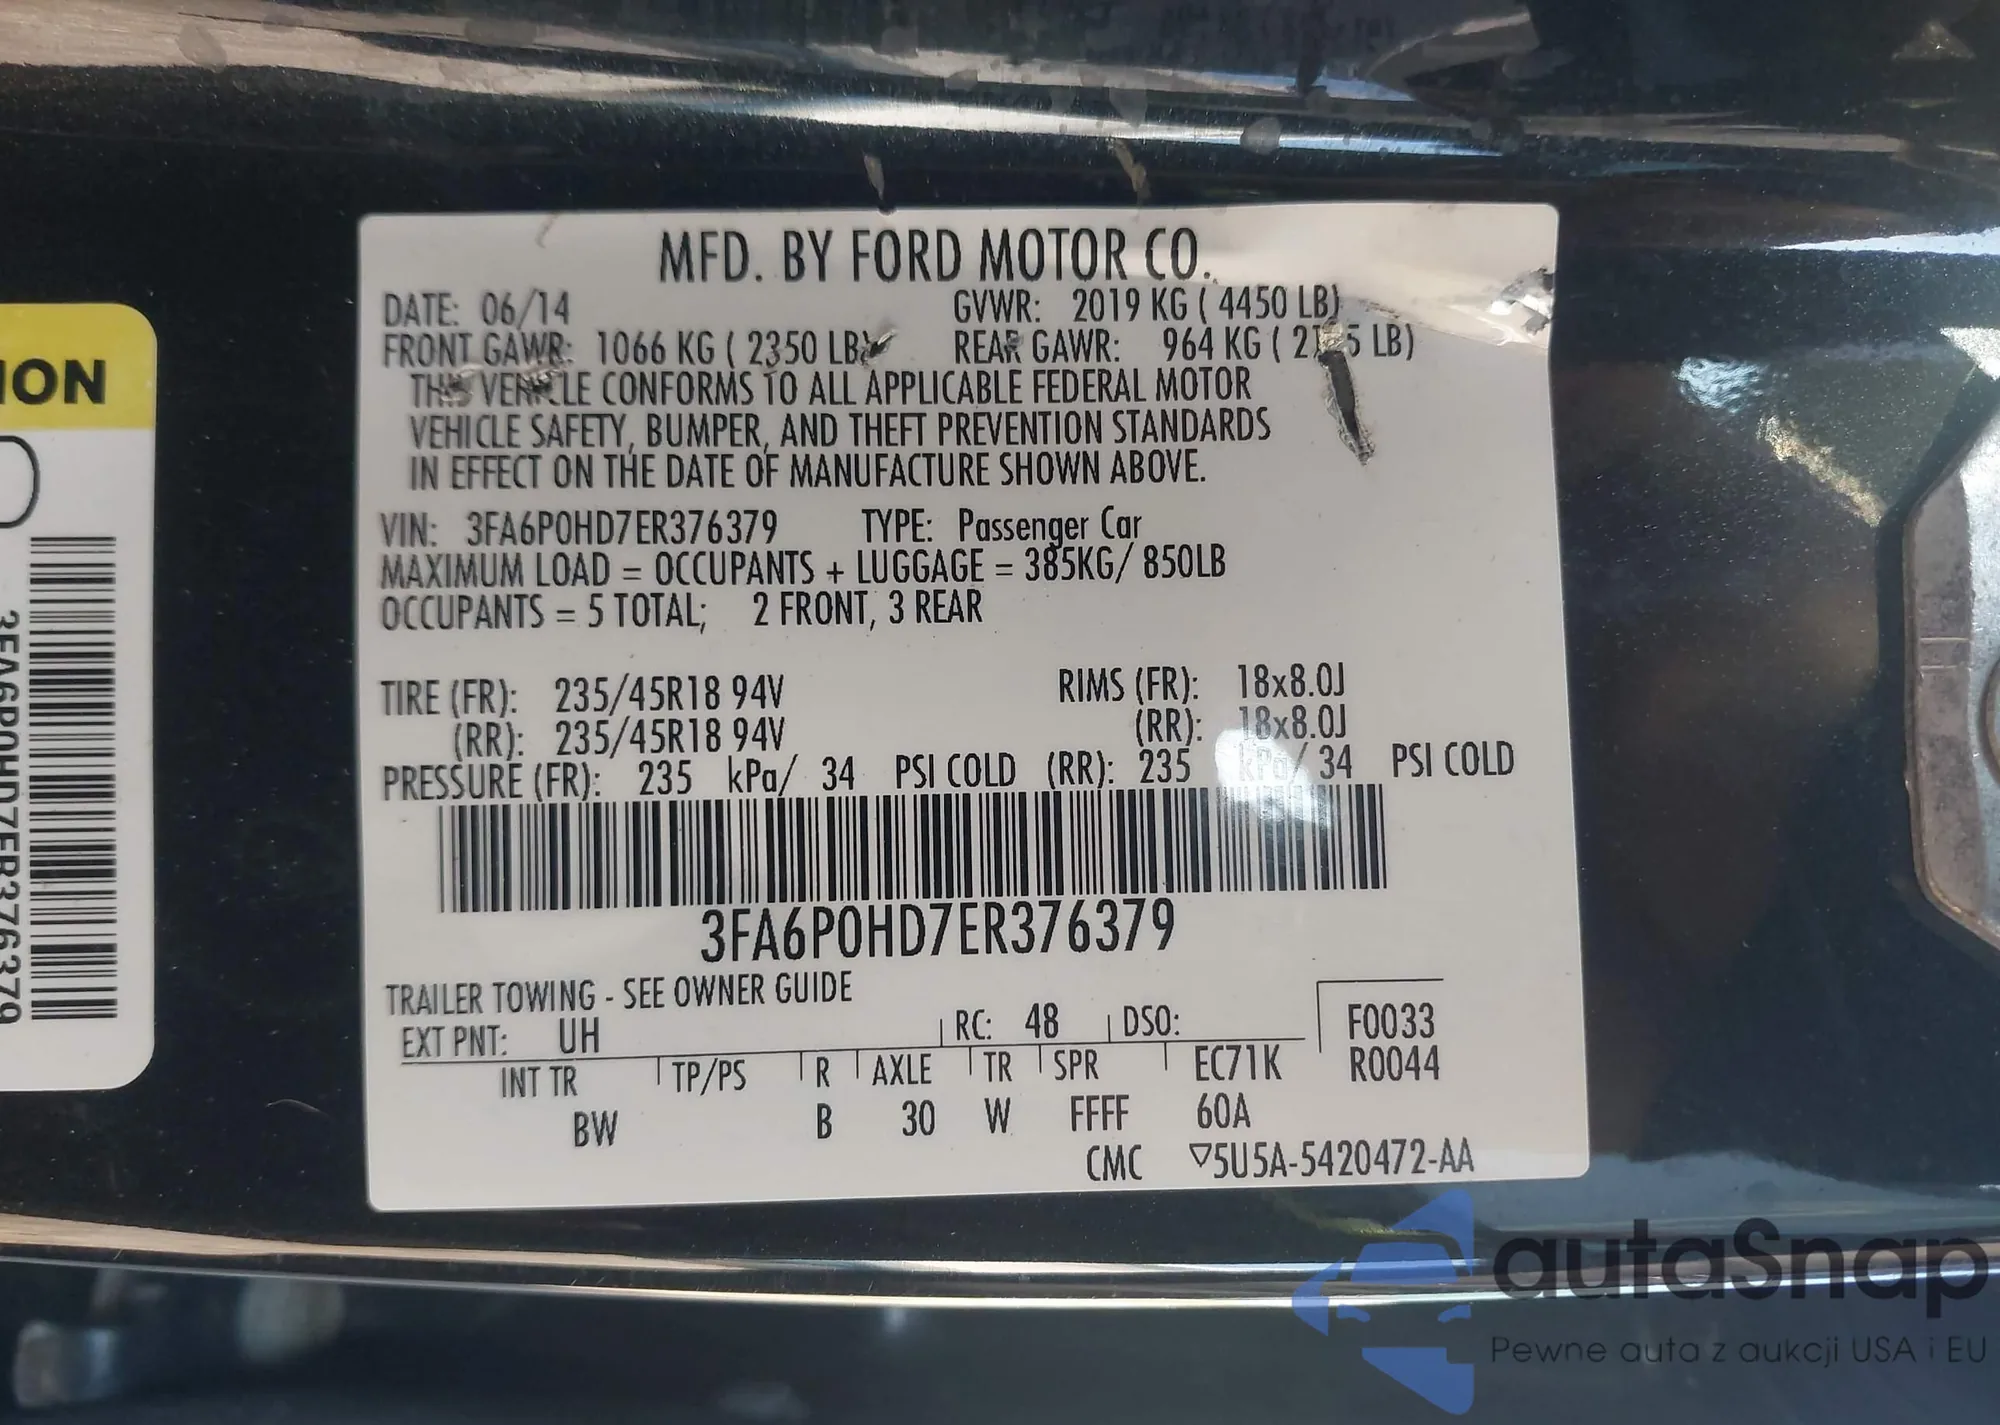 ION
3FA6P0HD7ER376379
MFD. BY FORD MOTOR CO.
DATE: 06/14 GVWR: 2019 KG ( 4450 LB)
FRONT GAWR: 1066 KG ( 2350 LB) REAR GAWR: 964 KG ( LB)
THIS VEHICLE CONFORMS TO ALL APPLICABLE FEDERAL MOTOR
VEHICLE SAFETY, BUMPER, AND THEFT PREVENTION STANDARDS
IN EFFECT ON THE DATE OF MANUFACTURE SHOWN ABOVE.
VIN: 3FA6P0HD7ER376379 TYPE: Passenger Car
MAXIMUM LOAD = OCCUPANTS + LUGGAGE = 385KG/ 850LB
OCCUPANTS = 5 TOTAL; 2 FRONT, 3 REAR
TIRE (FR): 235/45R18 94V RIMS (FR): 18x8.0J
(RR): 235/45R18 94V (RR): 18x8.0J
PRESSURE (FR): 235 kPa/ 34 PSI COLD (RR): 235 kPa/ 34 PSI COLD
3FA6P0HD7ER376379
TRAILER TOWING - SEE OWNER GUIDE
EXT PNT: UH RC: 48 DSO: F0033
INT TR TP/PS R AXLE TR SPR EC71K R0044
BW B 30 W FFFF 60A
CMC ▽5U5A-5420472-AA
autaSnap
Pewne auta z aukcji USA i EU